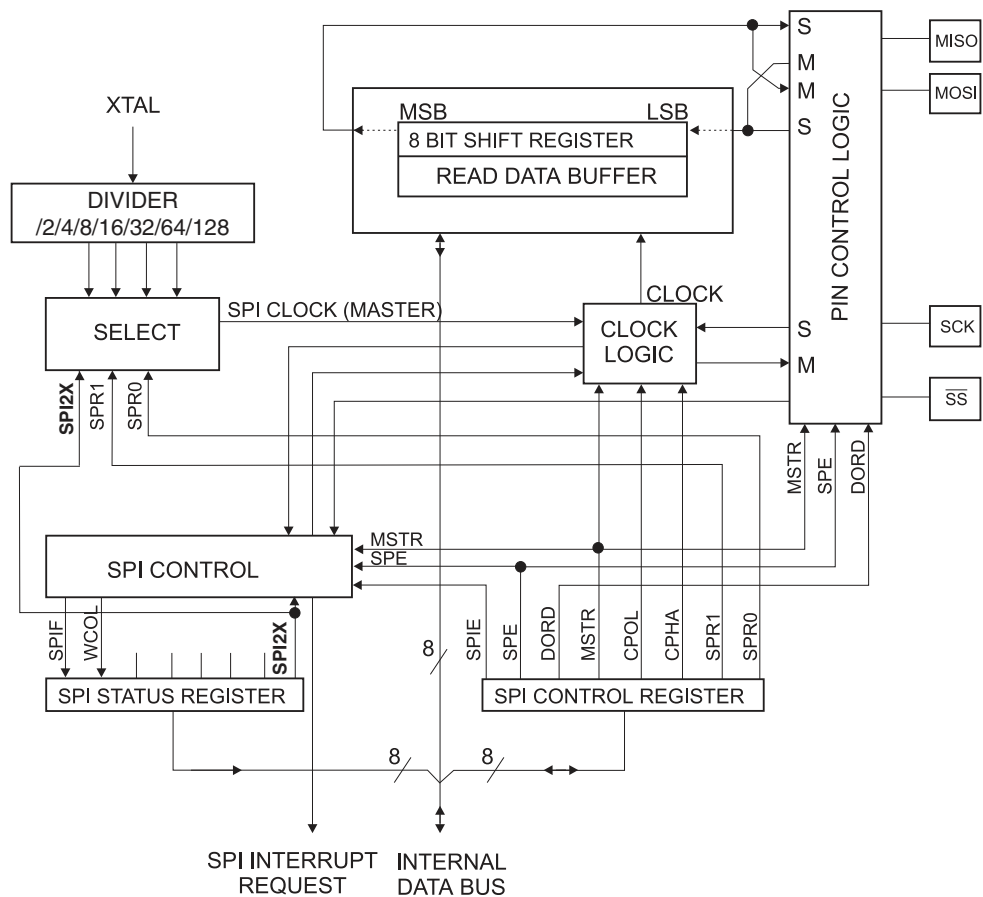 S
MISO
M
M
MOSI
XTAL
MSB
LSB
S
8 BIT SHIFT REGISTER
READ DATA BUFFER
PIN CONTROL LOGIC
DIVIDER
/2/4/8/16/32/64/128
SPI CLOCK (MASTER)
CLOCK
SELECT
CLOCK
LOGIC
S
SCK
M
SPI2X
SPR1
SPR0
SS
MSTR
SPE
DORD
MSTR
SPE
SPI CONTROL
SPIF
WCOL
SPI2X
8
SPIE
SPE
DORD
MSTR
CPOL
CPHA
SPR1
SPR0
SPI STATUS REGISTER
SPI CONTROL REGISTER
8
8
SPI INTERRUPT
REQUEST
INTERNAL
DATA BUS